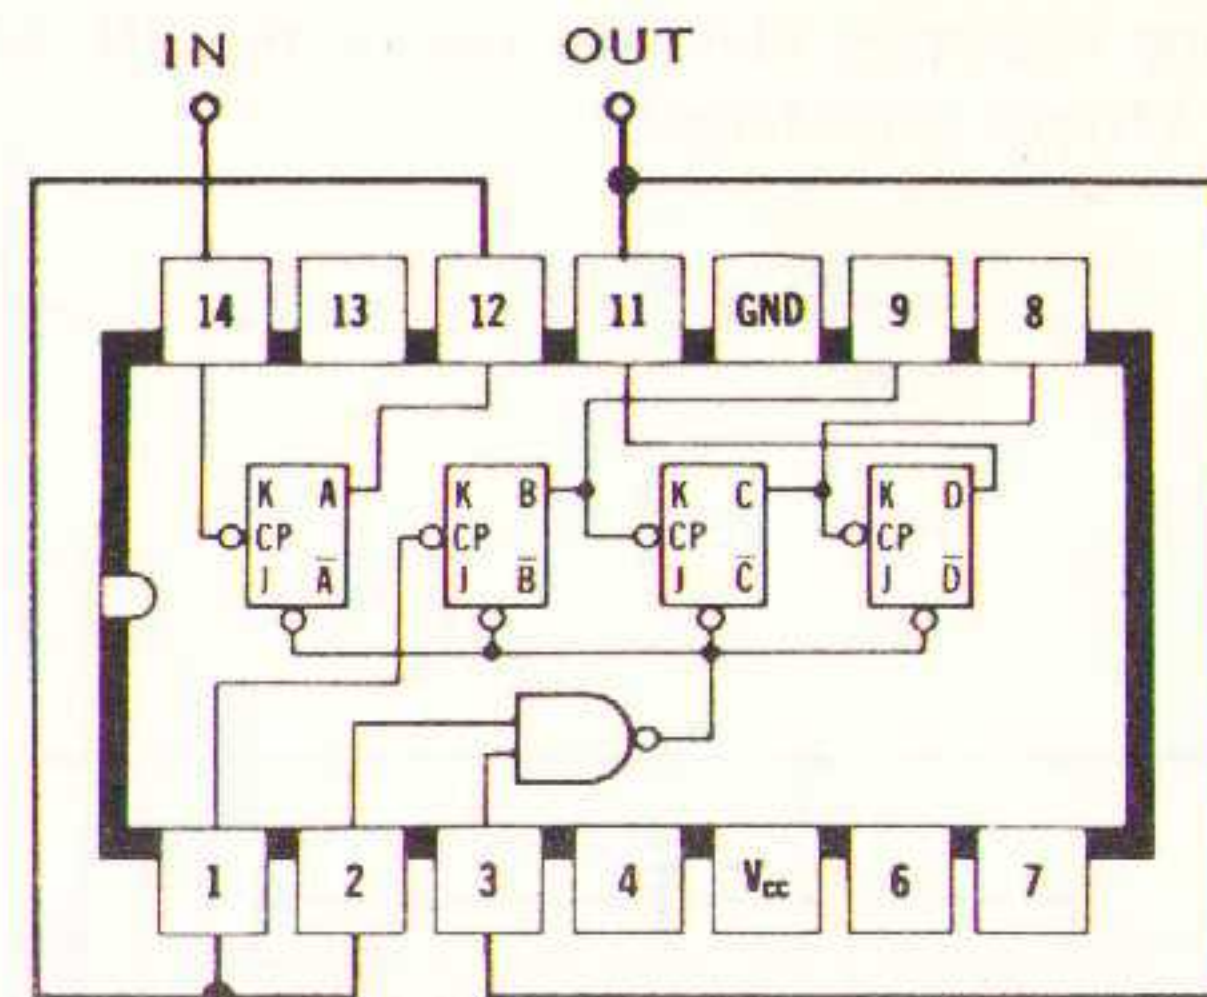 IN OUT
14 13 12 11 GND 9 8
K A K B K C K D
CP CP CP CP
J A̅ J B̅ J C̅ J D̅
1 2 3 4 Vcc 6 7